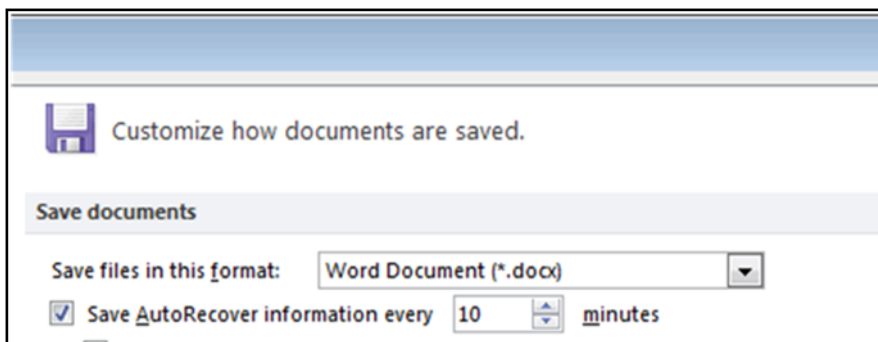 Customize how documents are saved.
Save documents
Save files in this format: Word Document (*.docx)
Save AutoRecover information every 10 minutes